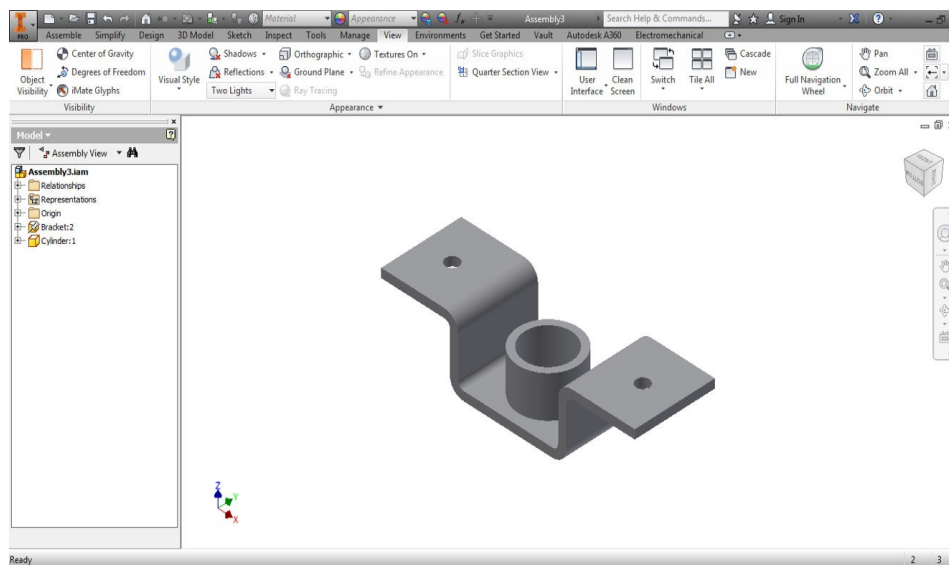 Material Appearance Assembly3 Search Help & Commands... Sign In
PRO Assemble Simplify Design 3D Model Sketch Inspect Tools Manage View Environments Get Started Vault Autodesk A360 Electromechanical
Center of Gravity Shadows Orthographic Textures On Slice Graphics Cascade Pan
Degrees of Freedom Reflections Ground Plane Refine Appearance Quarter Section View New Zoom All
Object Visibility iMate Glyphs Visual Style Two Lights Ray Tracing User Interface Clean Screen Switch Tile All Full Navigation Wheel Orbit
Visibility Appearance Windows Navigate
Model
Assembly View
Assembly3.iam
Relationships
Representations
Origin
Bracket:2
Cylinder:1
FRONT
BOTTOM
Z
Y
X
Ready 2 3